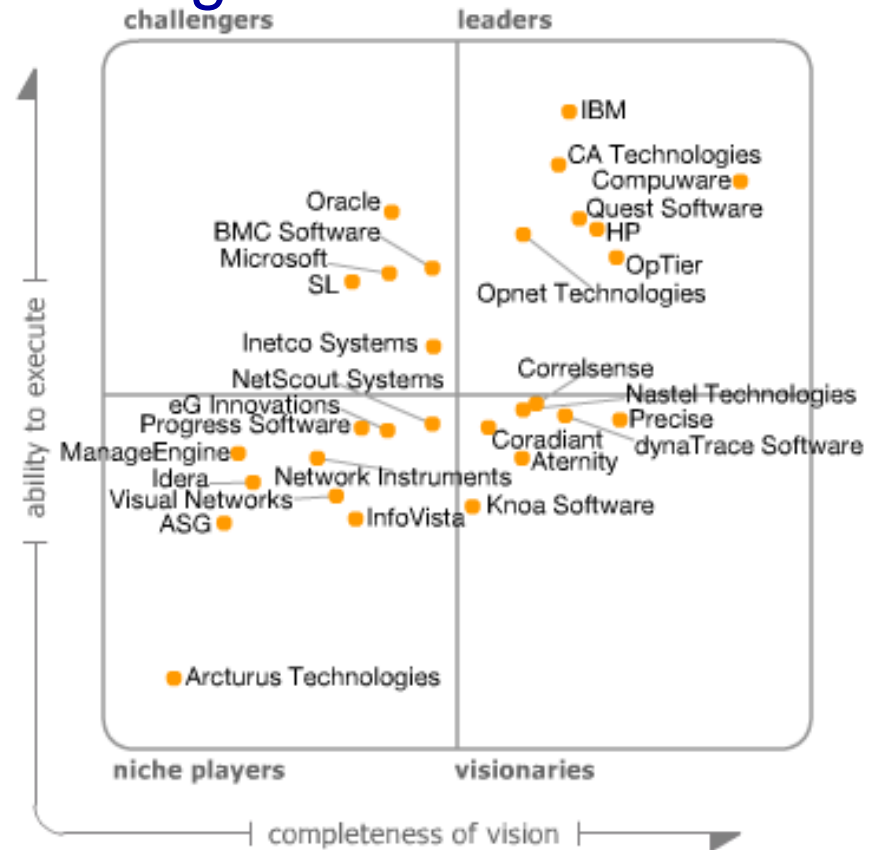 challengers
leaders
IBM
CA Technologies
Compuware
Oracle
Quest Software
BMC Software
HP
Microsoft
OpTier
SL
Opnet Technologies
Inetco Systems
Correlsense
NetScout Systems
Nastel Technologies
eG Innovations
Progress Software
Precise
Coradiant
dynaTrace Software
ManageEngine
Aternity
Idera
Network Instruments
Visual Networks
Knoa Software
InfoVista
ASG
Arcturus Technologies
niche players
visionaries
ability to execute
completeness of vision